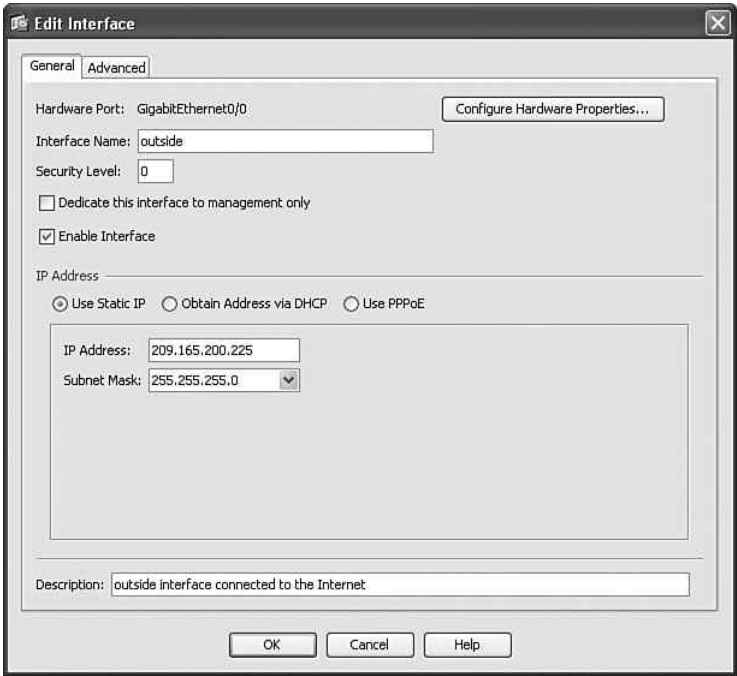 Edit Interface
General Advanced
Hardware Port: GigabitEthernet0/0 Configure Hardware Properties...
Interface Name: outside
Security Level: 0
Dedicate this interface to management only
Enable Interface
IP Address
Use Static IP Obtain Address via DHCP Use PPPoE
IP Address: 209.165.200.225
Subnet Mask: 255.255.255.0
Description: outside interface connected to the Internet
OK Cancel Help